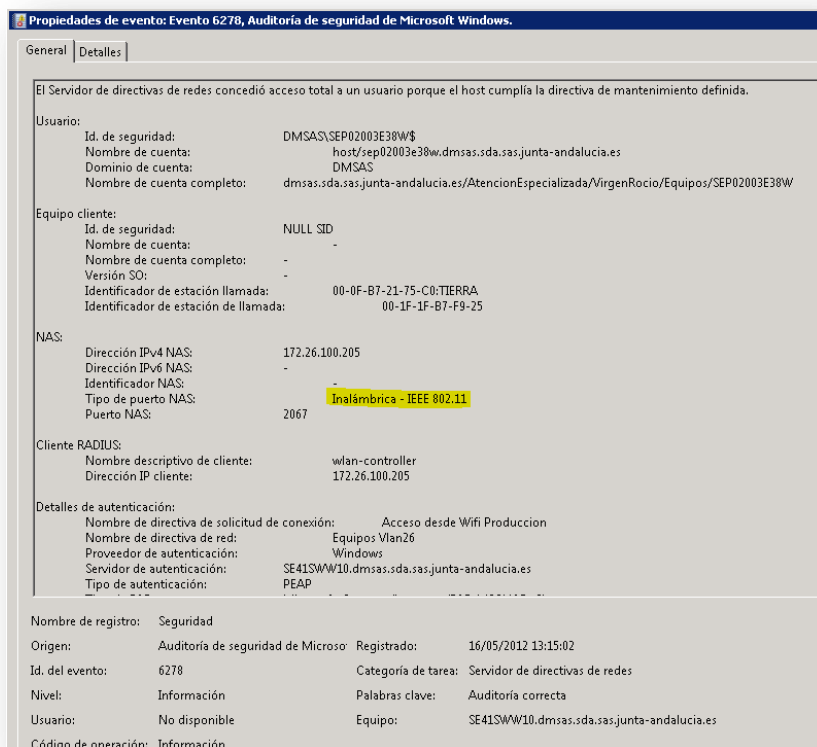 Propiedades de evento: Evento 6278, Auditoría de seguridad de Microsoft Windows.
General Detalles
El Servidor de directivas de redes concedió acceso total a un usuario porque el host cumplía la directiva de mantenimiento definida.
Usuario:
Id. de seguridad: DMSAS\SEP02003E38W$
Nombre de cuenta: host/sep02003e38w.dmsas.sda.sas.junta-andalucia.es
Dominio de cuenta: DMSAS
Nombre de cuenta completo: dmsas.sda.sas.junta-andalucia.es/AtencionEspecializada/VirgenRocio/Equipos/SEP02003E38W
Equipo cliente:
Id. de seguridad: NULL SID
Nombre de cuenta: -
Nombre de cuenta completo: -
Versión SO: -
Identificador de estación llamada: 00-0F-B7-21-75-C0:TIERRA
Identificador de estación de llamada: 00-1F-1F-B7-F9-25
NAS:
Dirección IPv4 NAS: 172.26.100.205
Dirección IPv6 NAS: -
Identificador NAS: -
Tipo de puerto NAS: Inalámbrica - IEEE 802.11
Puerto NAS: 2067
Cliente RADIUS:
Nombre descriptivo de cliente: wlan-controller
Dirección IP cliente: 172.26.100.205
Detalles de autenticación:
Nombre de directiva de solicitud de conexión: Acceso desde Wifi Produccion
Nombre de directiva de red: Equipos Vlan26
Proveedor de autenticación: Windows
Servidor de autenticación: SE41SWW10.dmsas.sda.sas.junta-andalucia.es
Tipo de autenticación: PEAP
Nombre de registro: Seguridad
Origen: Auditoría de seguridad de Microso Registrado: 16/05/2012 13:15:02
Id. del evento: 6278 Categoría de tarea: Servidor de directivas de redes
Nivel: Información Palabras clave: Auditoría correcta
Usuario: No disponible Equipo: SE41SWW10.dmsas.sda.sas.junta-andalucia.es
Código de operación: Información